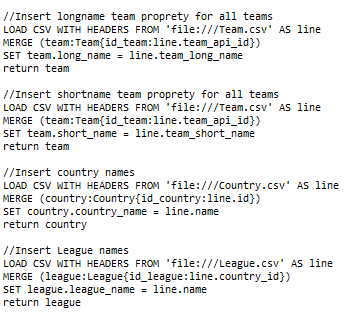 //Insert longname team proprety for all teams
LOAD CSV WITH HEADERS FROM 'file:///Team.csv' AS line
MERGE (team:Team{id_team:line.team_api_id})
SET team.long_name = line.team_long_name
return team

//Insert shortname team proprety for all teams
LOAD CSV WITH HEADERS FROM 'file:///Team.csv' AS line
MERGE (team:Team{id_team:line.team_api_id})
SET team.short_name = line.team_short_name
return team

//Insert country names
LOAD CSV WITH HEADERS FROM 'file:///Country.csv' AS line
MERGE (country:Country{id_country:line.id})
SET country.country_name = line.name
return country

//Insert League names
LOAD CSV WITH HEADERS FROM 'file:///League.csv' AS line
MERGE (league:League{id_league:line.country_id})
SET league.league_name = line.name
return league